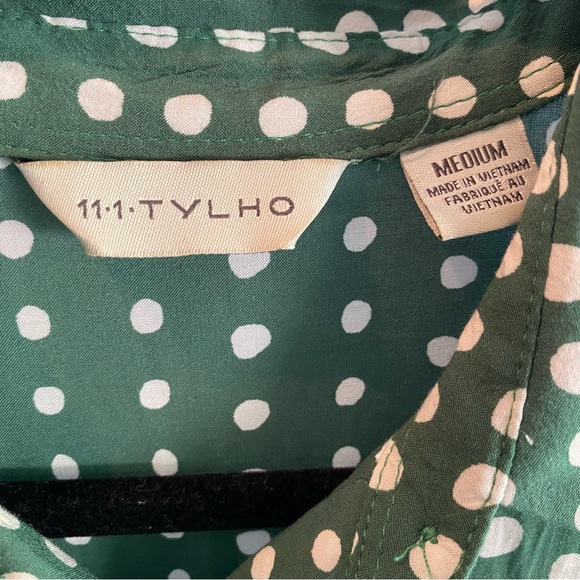 11·1·TYLHO
MEDIUM
MADE IN VIETNAM
FABRIQUÉ AU
VIETNAM